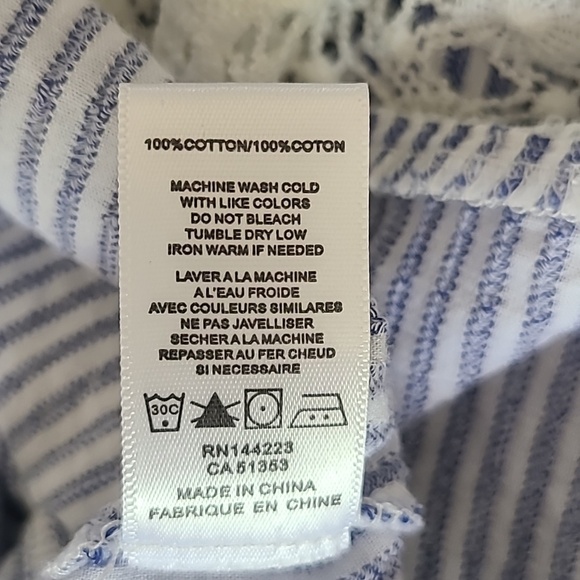 100%COTTON/100%COTON
MACHINE WASH COLD
WITH LIKE COLORS
DO NOT BLEACH
TUMBLE DRY LOW
IRON WARM IF NEEDED
LAVER A LA MACHINE
A L'EAU FROIDE
AVEC COULEURS SIMILARES
NE PAS JAVELLISER
SECHER A LA MACHINE
REPASSER AU FER CHEUD
SI NECESSAIRE
30C
RN144223
CA51353
MADE IN CHINA
FABRIQUE EN CHINE